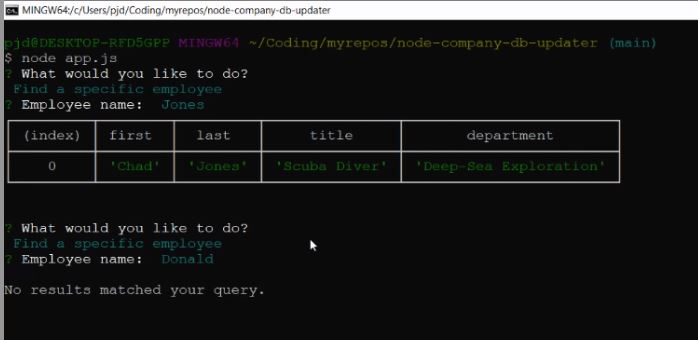 MINGW64:/c/Users/pjd/Coding/myrepos/node-company-db-updater
pjd@DESKTOP-RFD5GPP MINGW64 ~/Coding/myrepos/node-company-db-updater (main)
$ node app.js
? What would you like to do?
Find a specific employee
? Employee name: Jones
(index) first last title department
0 'Chad' 'Jones' 'Scuba Diver' 'Deep-Sea Exploration'
? What would you like to do?
Find a specific employee
? Employee name: Donald
No results matched your query.